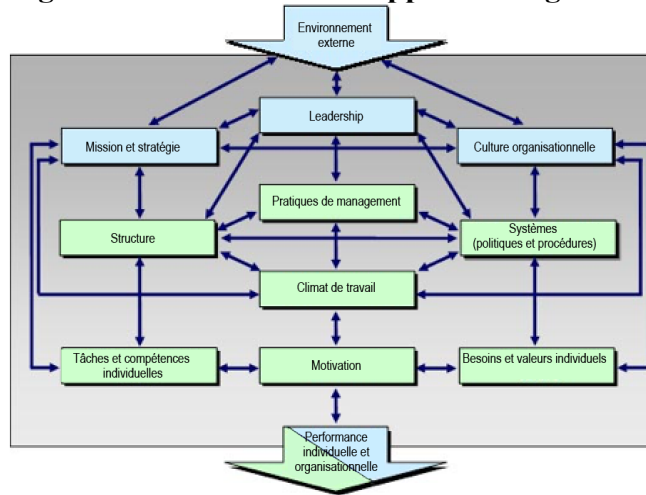 Environnement
externe
Leadership
Mission et stratégie
Culture organisationnelle
Pratiques de management
Structure
Systèmes
(politiques et procédures)
Climat de travail
Tâches et compétences
individuelles
Motivation
Besoins et valeurs individuels
Performance
individuelle et
organisationnelle